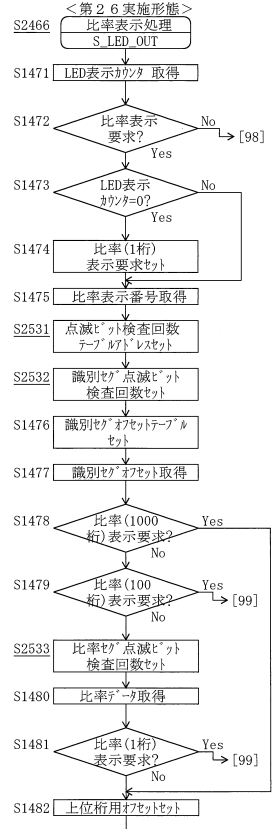 ＜第２６実施形態＞
S2466
比率表示処理
S_LED_OUT
S1471
LED表示カウンタ 取得
S1472
比率表示
要求?
No
[98]
Yes
S1473
LED表示
カウンタ=0?
No
Yes
S1474
比率(1桁)
表示要求セット
S1475
比率表示番号取得
S2531
点滅ビット検査回数
テーブルアドレスセット
S2532
識別セグ点滅ビット
検査回数セット
S1476
識別セグオフセットテーブル
セット
S1477
識別セグオフセット取得
S1478
比率(1000
桁)表示要求?
Yes
No
S1479
比率(100
桁)表示要求?
Yes
[99]
No
S2533
比率セグ点滅ビット
検査回数セット
S1480
比率データ取得
S1481
比率(1桁)
表示要求?
Yes
[99]
No
S1482
上位桁用オフセットセット